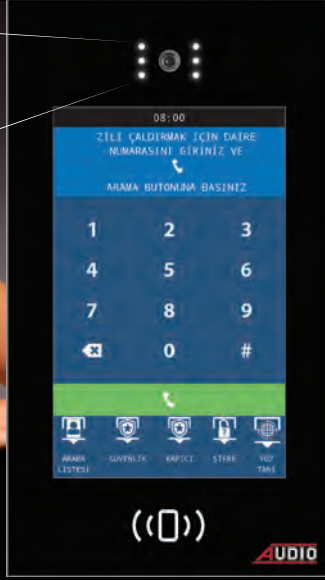 08:00
ZİLİ ÇALDIRMAK İÇİN DAİRE
NUMARASINI GİRİNİZ VE
ARAMA BUTONUNA BASINIZ
1 2 3
4 5 6
7 8 9
0 #
ARAMA LİSTESİ
GÜVENLİK
KAPICI
ŞİFRE
YÜZ TANI
AUDIO